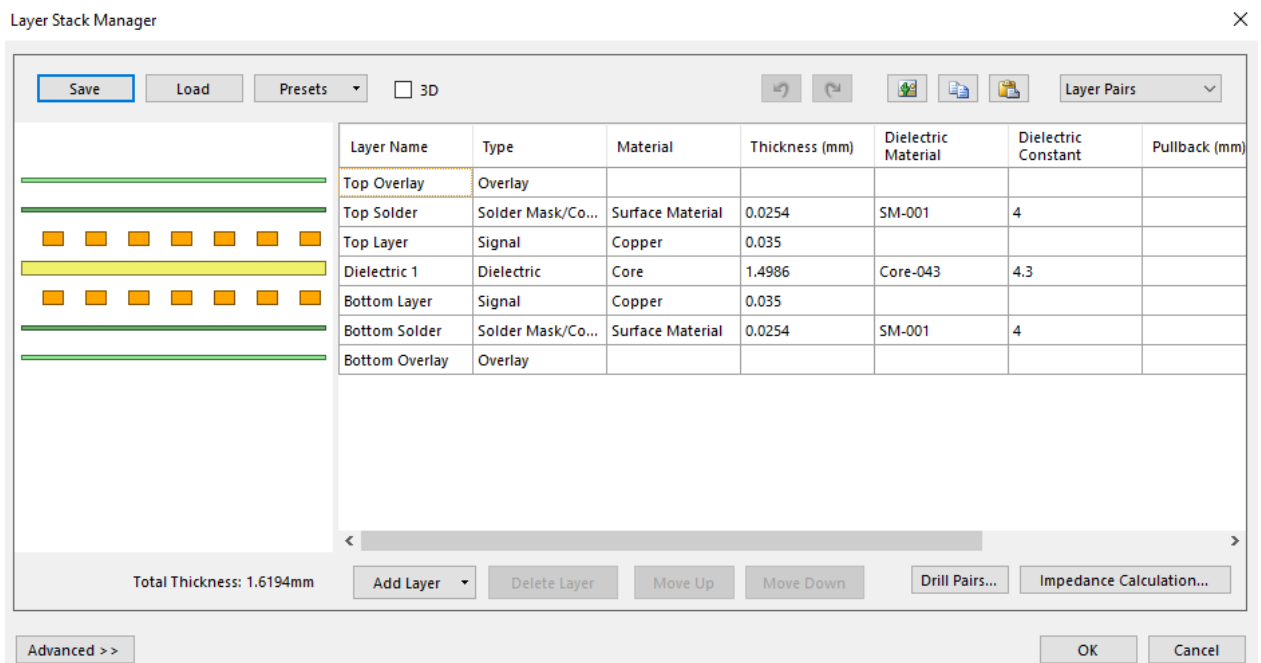 Layer Stack Manager
Save Load Presets 3D Layer Pairs
Layer Name Type Material Thickness (mm) Dielectric Material Dielectric Constant Pullback (mm)
Top Overlay Overlay
Top Solder Solder Mask/Co... Surface Material 0.0254 SM-001 4
Top Layer Signal Copper 0.035
Dielectric 1 Dielectric Core 1.4986 Core-043 4.3
Bottom Layer Signal Copper 0.035
Bottom Solder Solder Mask/Co... Surface Material 0.0254 SM-001 4
Bottom Overlay Overlay
Total Thickness: 1.6194mm Add Layer Delete Layer Move Up Move Down Drill Pairs... Impedance Calculation...
Advanced >> OK Cancel